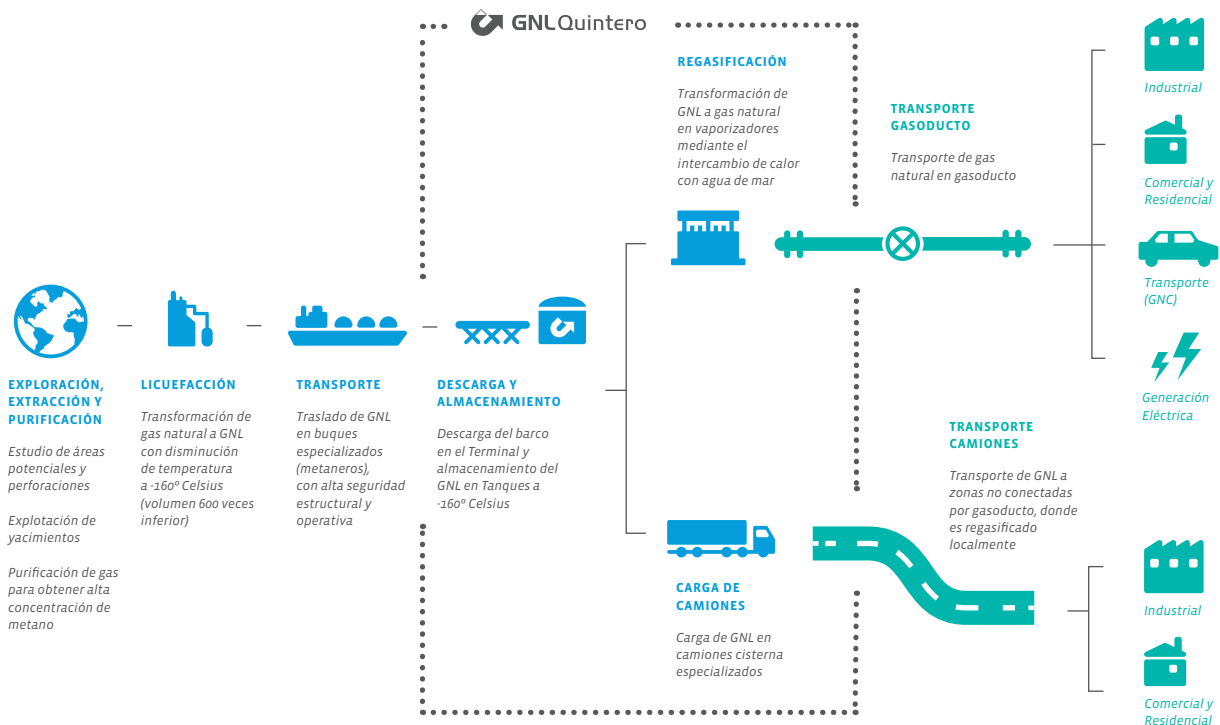 GNLQuintero
EXPLORACIÓN,
EXTRACCIÓN Y
PURIFICACIÓN
Estudio de áreas
potenciales y
perforaciones
Explotación de
yacimientos
Purificación de gas
para obtener alta
concentración de
metano
LICUEFACCIÓN
Transformación de
gas natural a GNL
con disminución
de temperatura
a -160º Celsius
(volumen 600 veces
inferior)
TRANSPORTE
Traslado de GNL
en buques
especializados
(metaneros),
con alta seguridad
estructural y
operativa
DESCARGA Y
ALMACENAMIENTO
Descarga del barco
en el Terminal y
almacenamiento del
GNL en Tanques a
-160º Celsius
REGASIFICACIÓN
Transformación de
GNL a gas natural
en vaporizadores
mediante el
intercambio de calor
con agua de mar
TRANSPORTE
GASODUCTO
Transporte de gas
natural en gasoducto
Industrial
Comercial y
Residencial
Transporte
(GNC)
Generación
Eléctrica
CARGA DE
CAMIONES
Carga de GNL en
camiones cisterna
especializados
TRANSPORTE
CAMIONES
Transporte de GNL a
zonas no conectadas
por gasoducto, donde
es regasificado
localmente
Industrial
Comercial y
Residencial